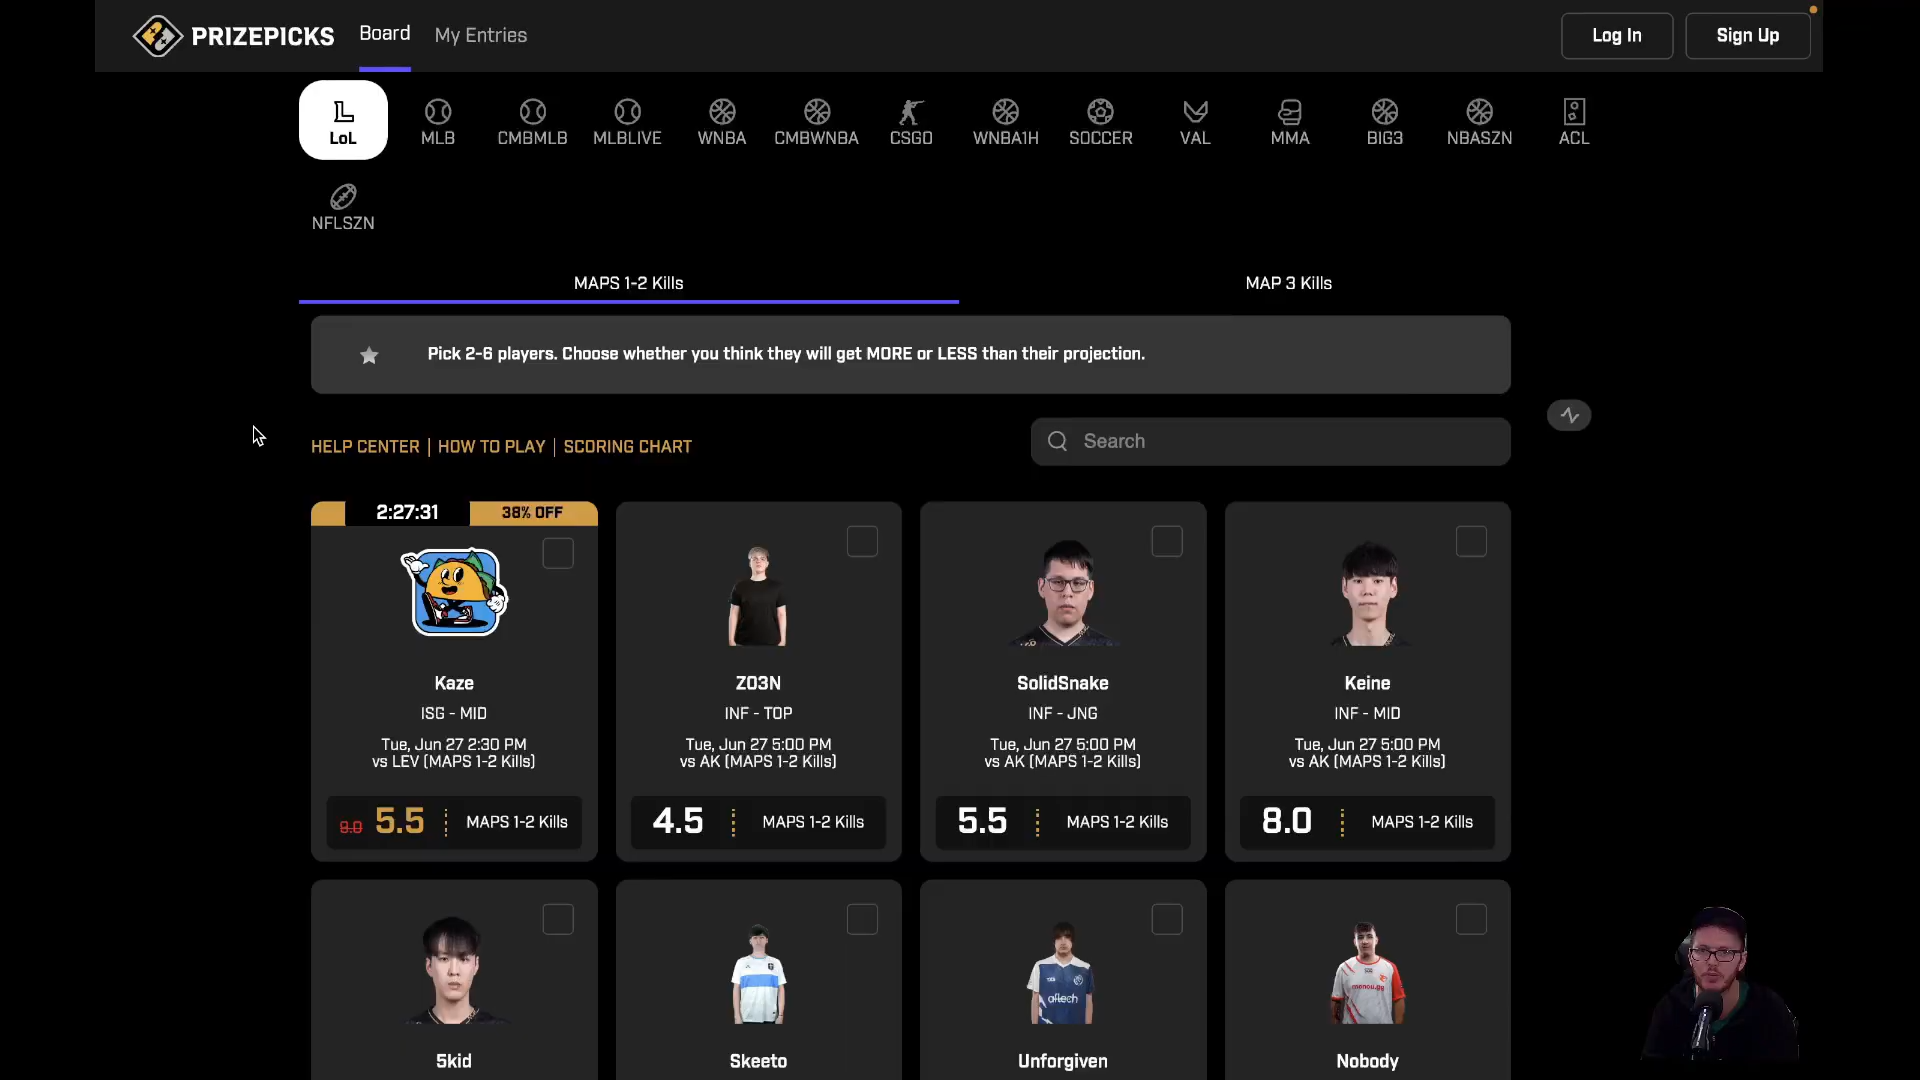 PRIZEPICKS
Board
My Entries
Log In
Sign Up
LoL
MLB
CMBMLB
MLBLIVE
WNBA
CMBWNBA
CSGO
WNBA1H
SOCCER
VAL
MMA
BIG3
NBASZN
ACL
NFLSZN
MAPS 1-2 Kills
MAP 3 Kills
Pick 2-6 players. Choose whether you think they will get MORE or LESS than their projection.
HELP CENTER | HOW TO PLAY | SCORING CHART
Search
2:27:31
38% OFF
Kaze
ISG - MID
Tue, Jun 27 2:30 PM
vs LEV (MAPS 1-2 Kills)
9.0 5.5
MAPS 1-2 Kills
Z03N
INF - TOP
Tue, Jun 27 5:00 PM
vs AK (MAPS 1-2 Kills)
4.5
MAPS 1-2 Kills
SolidSnake
INF - JNG
Tue, Jun 27 5:00 PM
vs AK (MAPS 1-2 Kills)
5.5
MAPS 1-2 Kills
Keine
INF - MID
Tue, Jun 27 5:00 PM
vs AK (MAPS 1-2 Kills)
8.0
MAPS 1-2 Kills
5kid
Skeeto
aftech
Unforgiven
Nobody